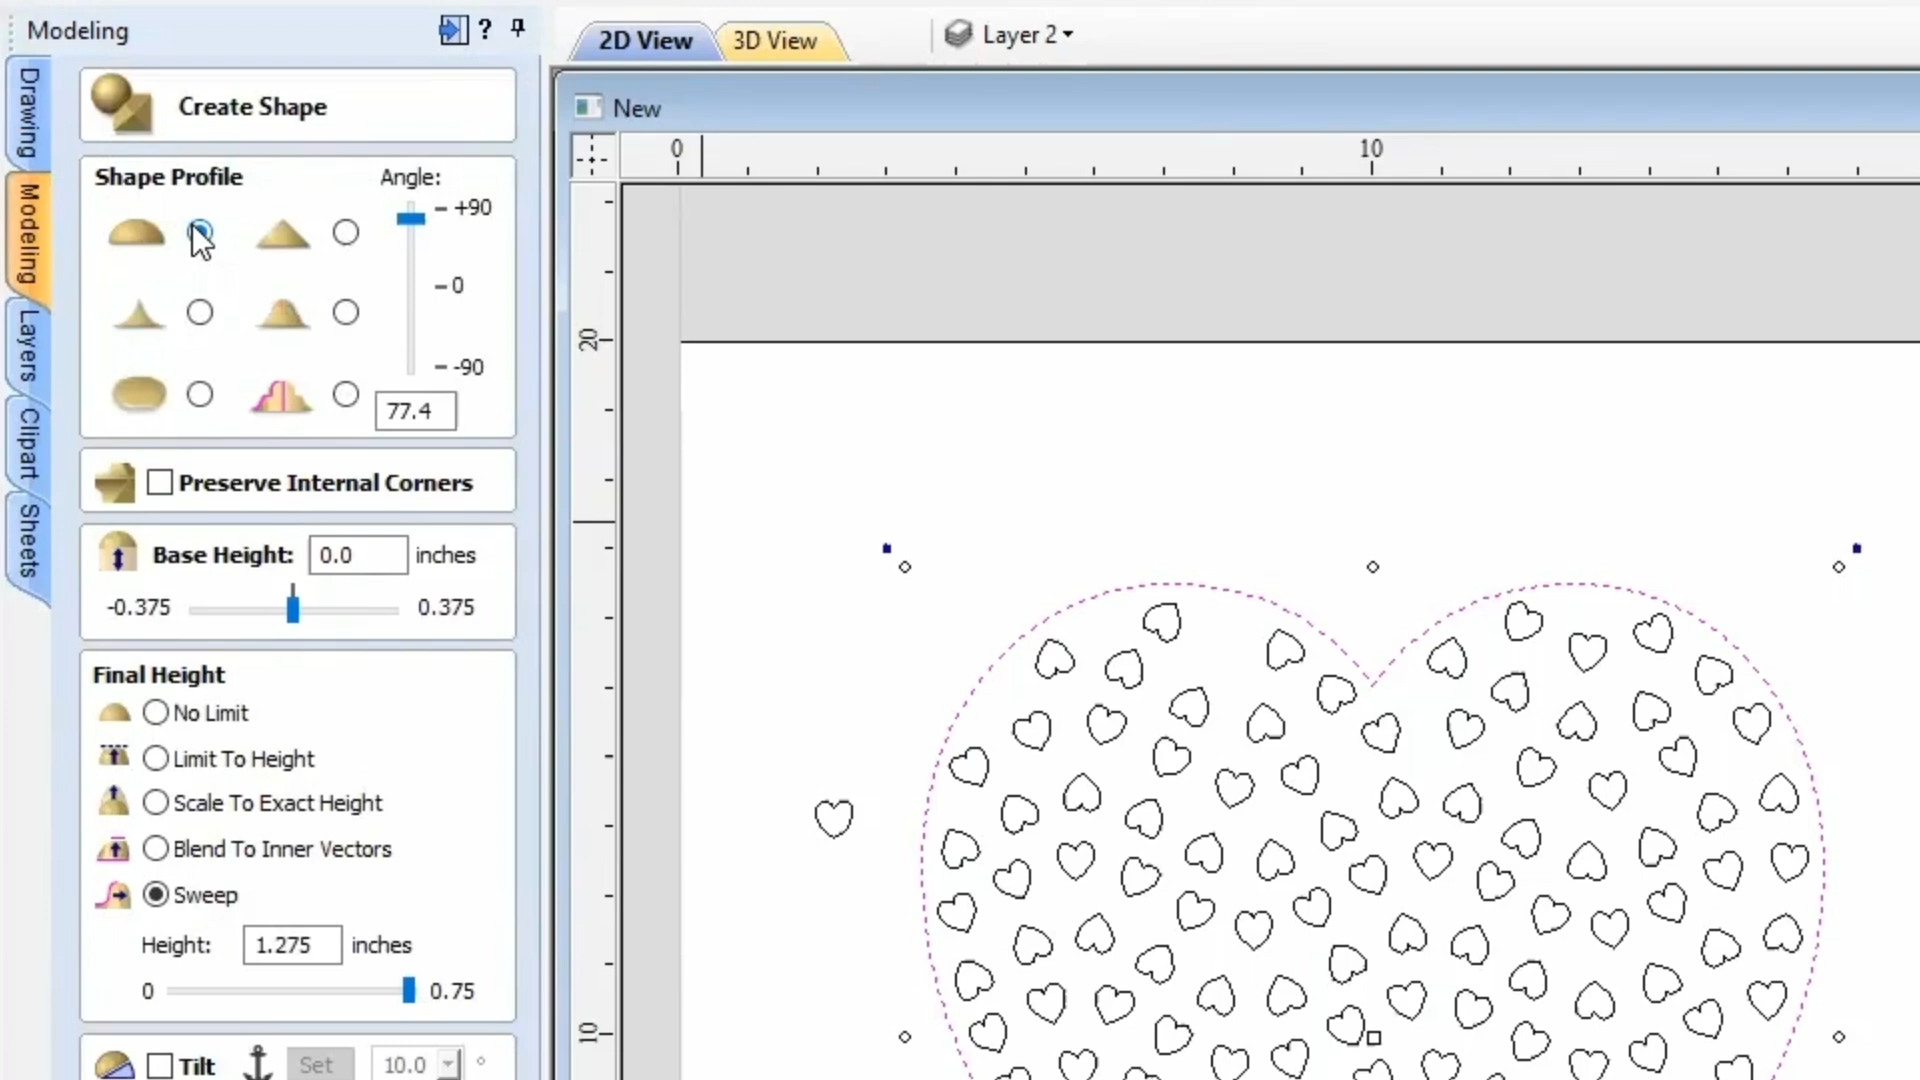 Modeling
?
2D View
3D View
Layer 2
Drawing
Modeling
Layers
Clipart
Sheets
Create Shape
New
Shape Profile
Angle:
+90
0
-90
77.4
0
10
20
10
Preserve Internal Corners
Base Height: 0.0 inches
-0.375
0.375
Final Height
No Limit
Limit To Height
Scale To Exact Height
Blend To Inner Vectors
Sweep
Height: 1.275 inches
0
0.75
Tilt
Set
10.0 °